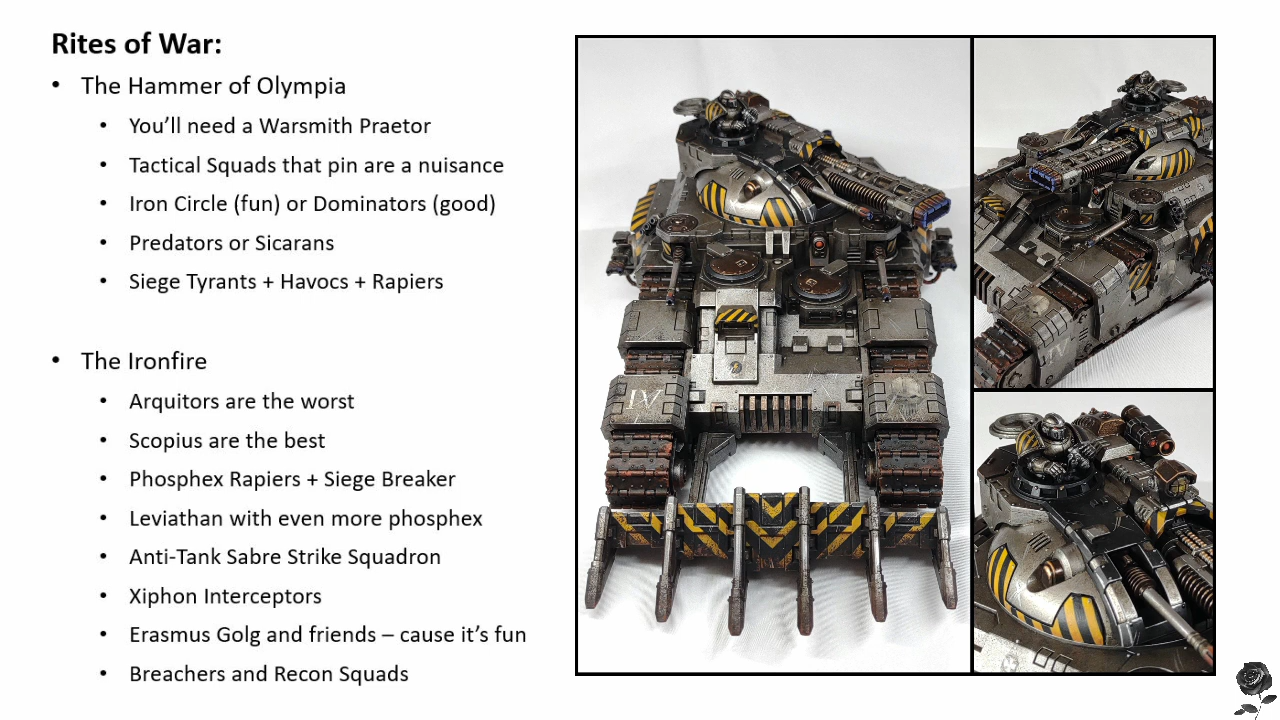 Rites of War:
• The Hammer of Olympia
• You’ll need a Warsmith Praetor
• Tactical Squads that pin are a nuisance
• Iron Circle (fun) or Dominators (good)
• Predators or Sicarans
• Siege Tyrants + Havocs + Rapiers
• The Ironfire
• Arquitors are the worst
• Scopius are the best
• Phosphex Rapiers + Siege Breaker
• Leviathan with even more phosphex
• Anti-Tank Sabre Strike Squadron
• Xiphon Interceptors
• Erasmus Golg and friends – cause it’s fun
• Breachers and Recon Squads
IV
IV